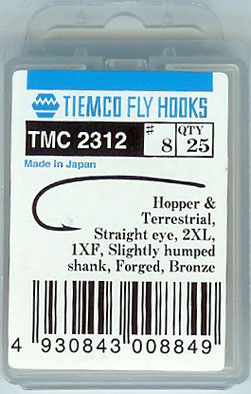 TIEMCO FLY HOOKS
TMC 2312 # 8 QTY 25
Made in Japan
Hopper &
Terrestrial,
Straight eye, 2XL,
1XF, Slightly humped
shank, Forged, Bronze
4 930843 008849